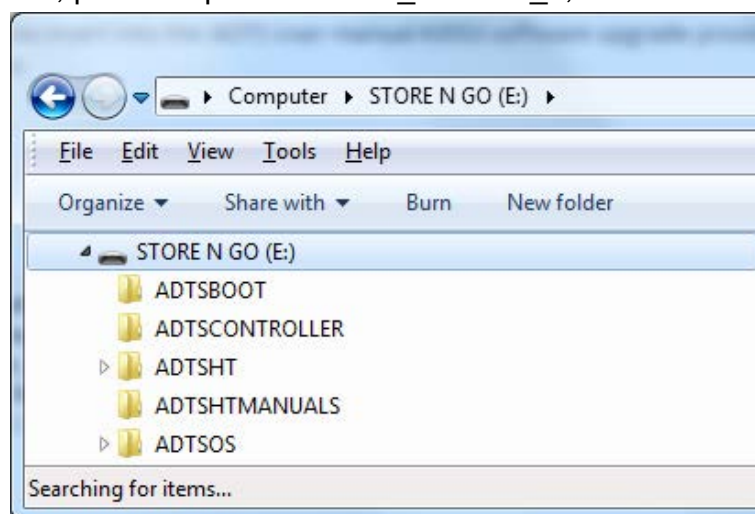 Computer ▸ STORE N GO (E:) ▸
File Edit View Tools Help
Organize ▾ Share with ▾ Burn New folder
STORE N GO (E:)
ADTSBOOT
ADTSCONTROLLER
ADTSHT
ADTSHTMANUALS
ADTSOS
Searching for items...